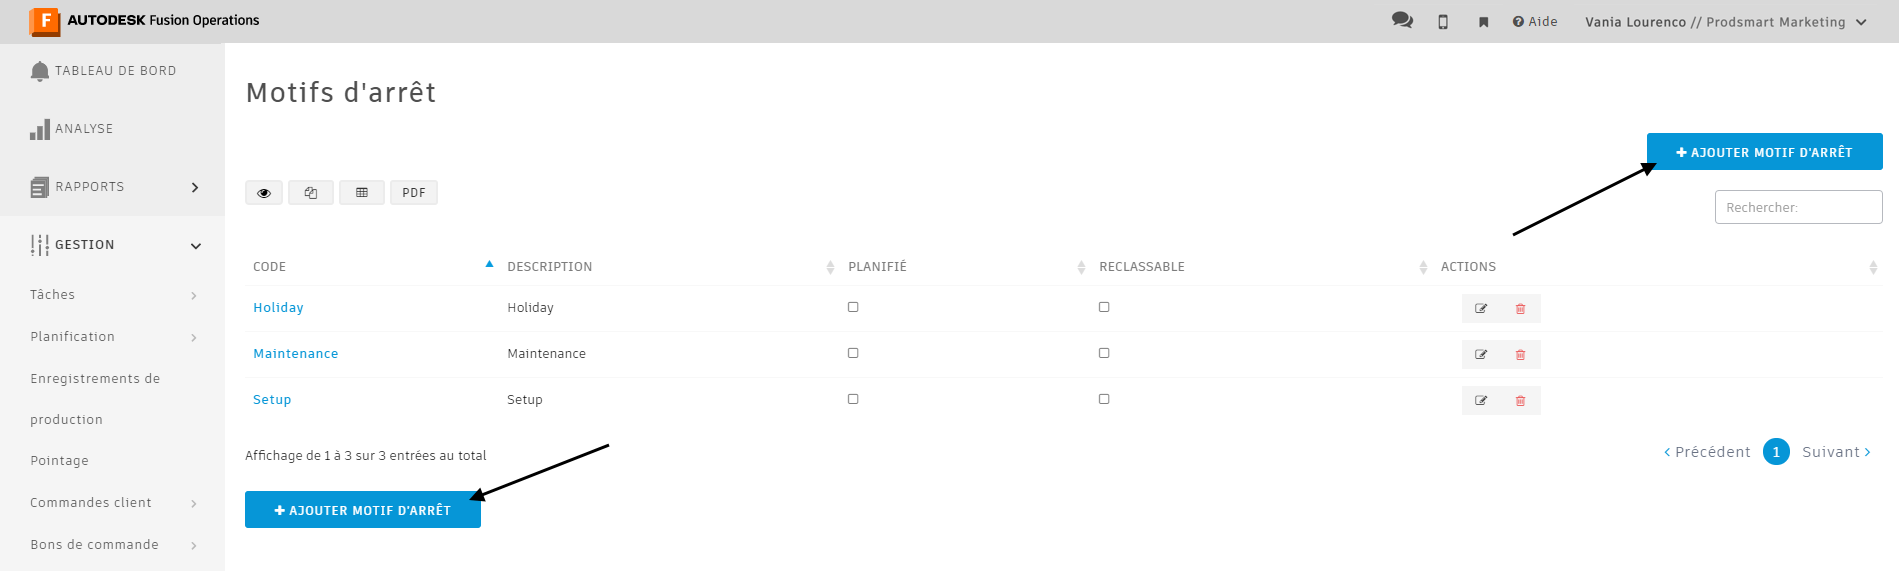 AUTODESK Fusion Operations
Aide
Vania Lourenco // Prodsmart Marketing
TABLEAU DE BORD
ANALYSE
RAPPORTS
GESTION
Tâches
Planification
Enregistrements de
production
Pointage
Commandes client
Bons de commande
Motifs d'arrêt
+ AJOUTER MOTIF D'ARRÊT
PDF
Rechercher:
CODE DESCRIPTION PLANIFIÉ RECLASSABLE ACTIONS
Holiday Holiday
Maintenance Maintenance
Setup Setup
Affichage de 1 à 3 sur 3 entrées au total
Précédent 1 Suivant
+ AJOUTER MOTIF D'ARRÊT